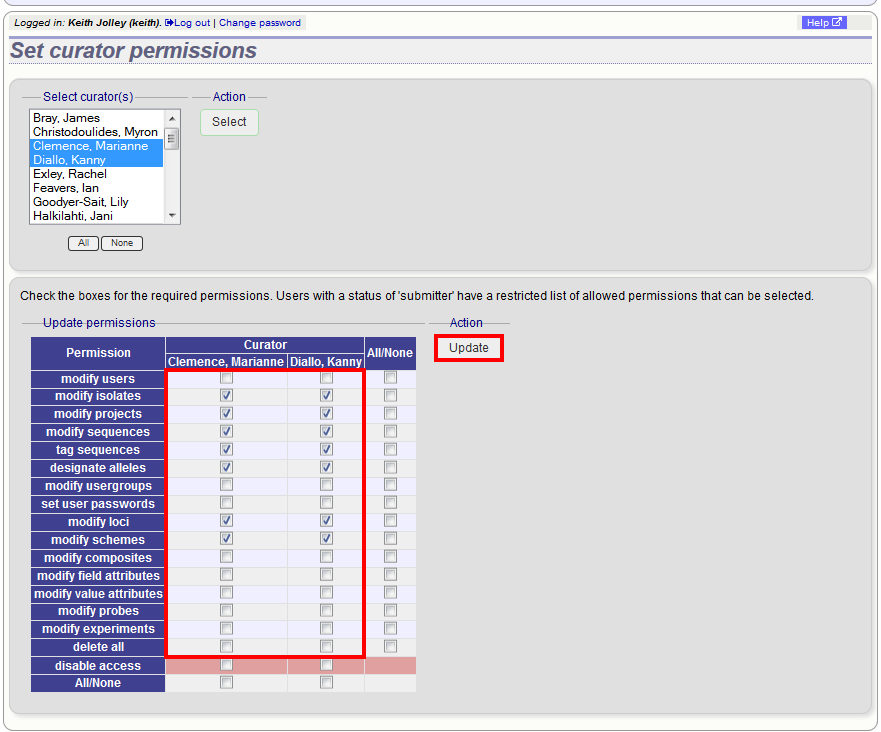 Logged in: Keith Jolley (keith). Log out | Change password
Help
Set curator permissions
Select curator(s)
Action
Bray, James
Christodoulides, Myron
Clemence, Marianne
Diallo, Kanny
Exley, Rachel
Feavers, Ian
Goodyer-Sait, Lily
Halkilahti, Jani
Select
All None
Check the boxes for the required permissions. Users with a status of 'submitter' have a restricted list of allowed permissions that can be selected.
Update permissions
Action
Update
Permission
Curator
All/None
Clemence, Marianne Diallo, Kanny
modify users
modify isolates
modify projects
modify sequences
tag sequences
designate alleles
modify usergroups
set user passwords
modify loci
modify schemes
modify composites
modify field attributes
modify value attributes
modify probes
modify experiments
delete all
disable access
All/None